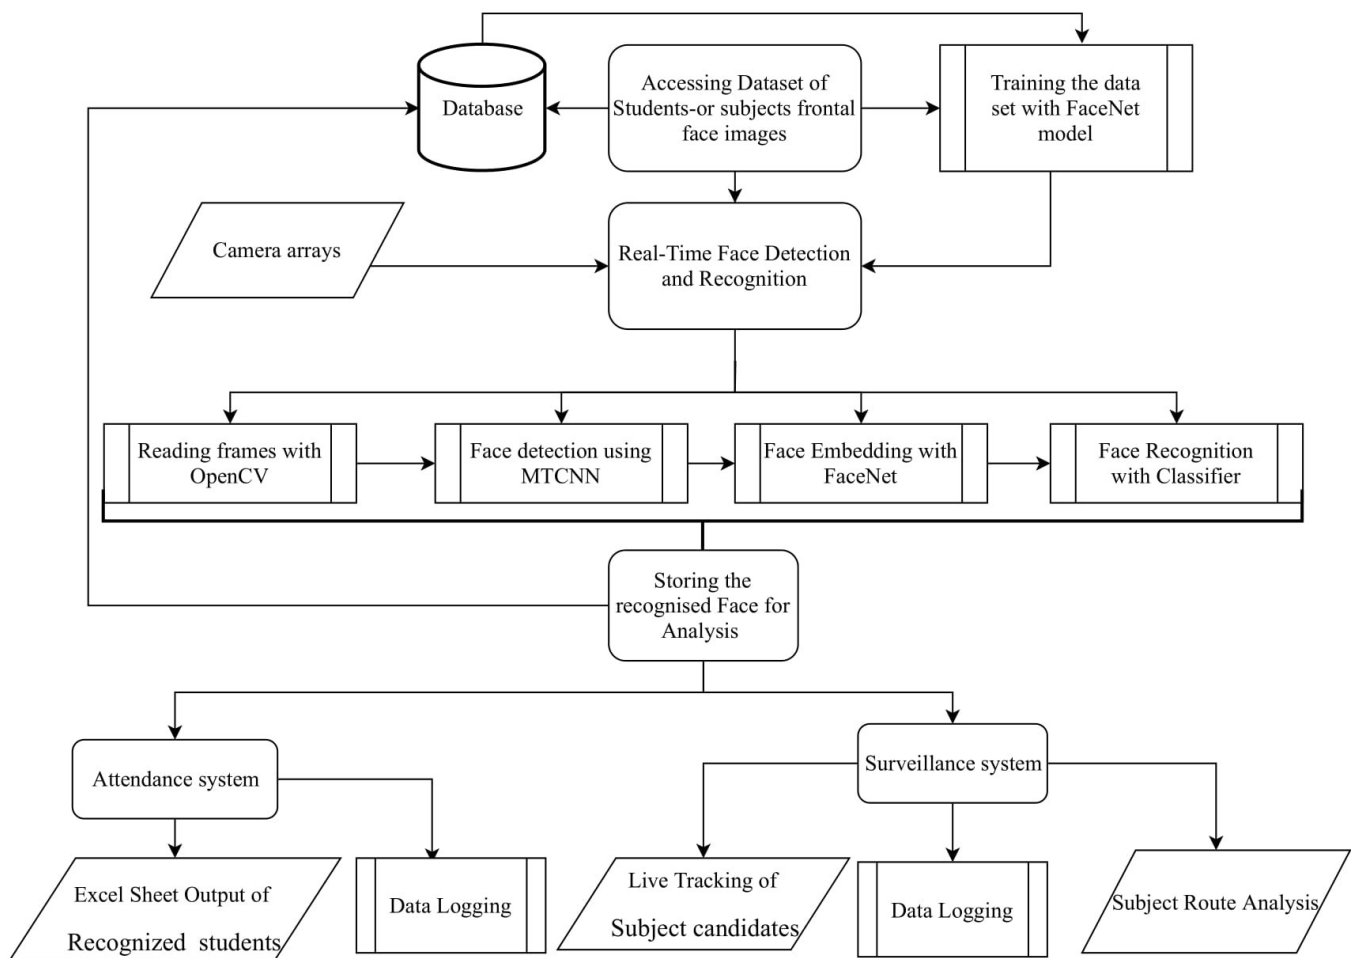 Database
Accessing Dataset of
Students-or subjects frontal
face images
Training the data
set with FaceNet
model
Camera arrays
Real-Time Face Detection
and Recognition
Reading frames with
OpenCV
Face detection using
MTCNN
Face Embedding with
FaceNet
Face Recognition
with Classifier
Storing the
recognised Face for
Analysis
Attendance system
Surveillance system
Excel Sheet Output of
Recognized students
Data Logging
Live Tracking of
Subject candidates
Data Logging
Subject Route Analysis